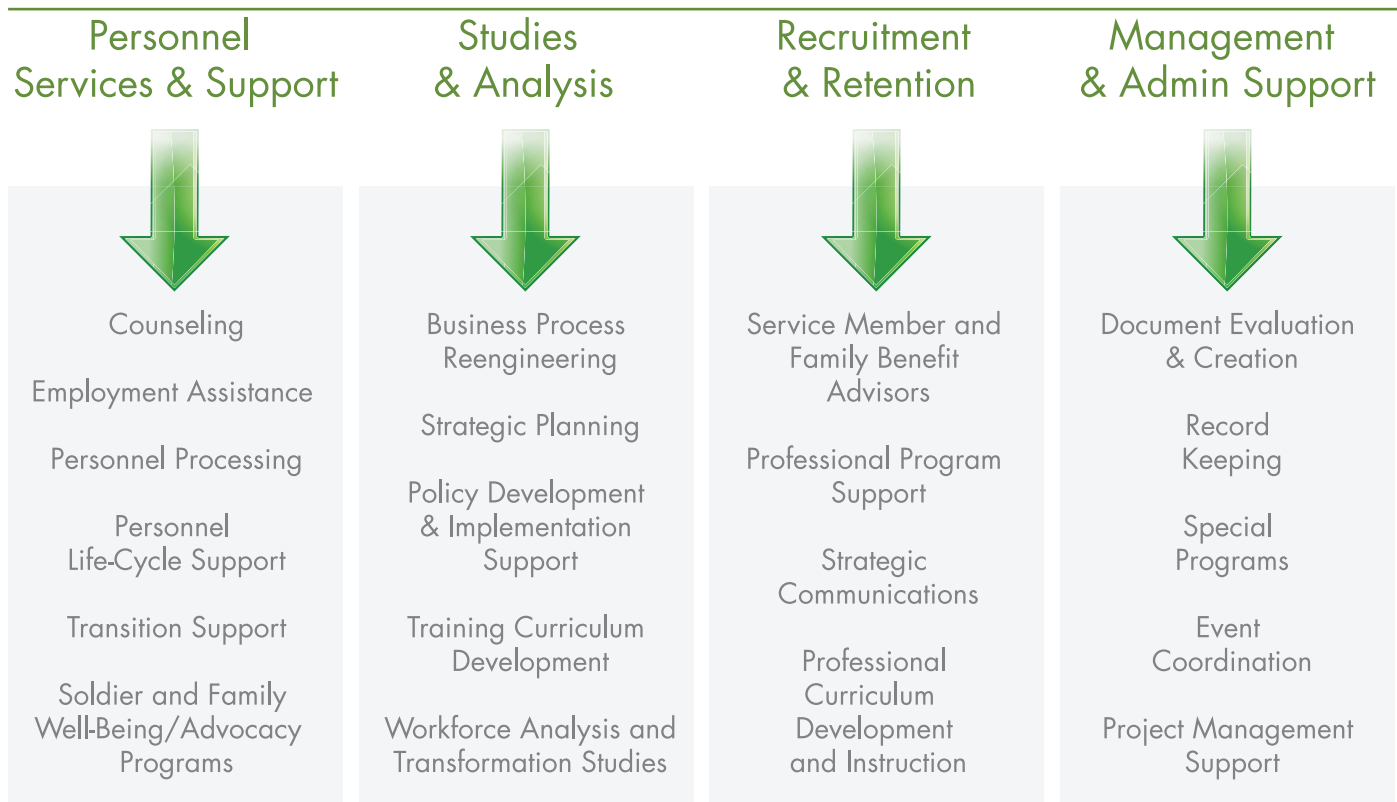 Personnel
Services & Support
Studies
& Analysis
Recruitment
& Retention
Management
& Admin Support
Counseling
Employment Assistance
Personnel Processing
Personnel
Life-Cycle Support
Transition Support
Soldier and Family
Well-Being/Advocacy
Programs
Business Process
Reengineering
Strategic Planning
Policy Development
& Implementation
Support
Training Curriculum
Development
Workforce Analysis and
Transformation Studies
Service Member and
Family Benefit
Advisors
Professional Program
Support
Strategic
Communications
Professional
Curriculum
Development
and Instruction
Document Evaluation
& Creation
Record
Keeping
Special
Programs
Event
Coordination
Project Management
Support